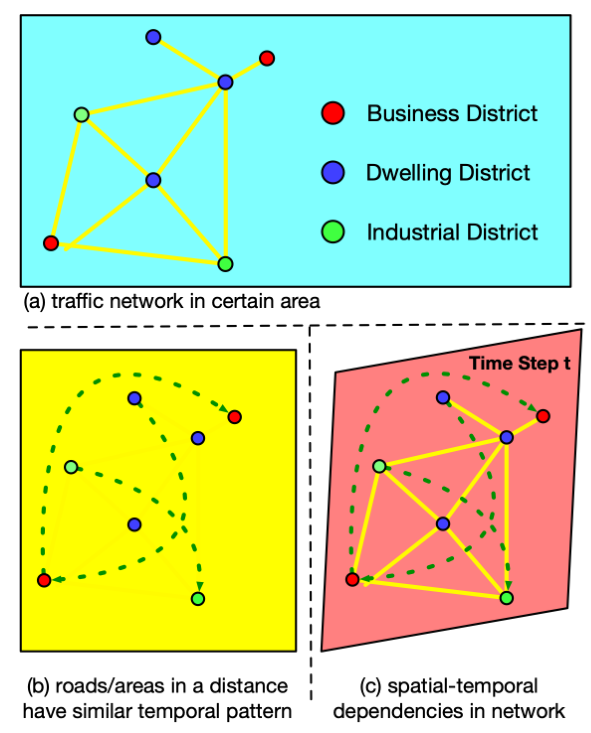 Business District
Dwelling District
Industrial District
(a) traffic network in certain area
Time Step t
(b) roads/areas in a distance
have similar temporal pattern
(c) spatial-temporal
dependencies in network